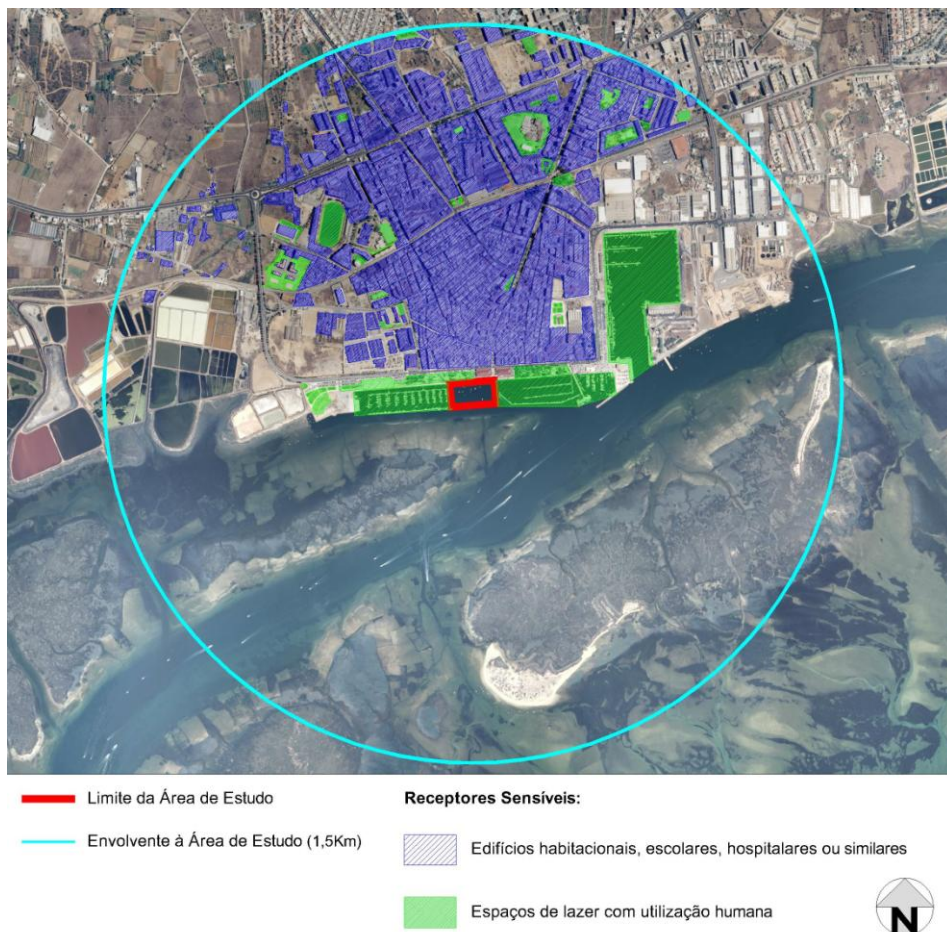 Limite da Área de Estudo
Envolvente à Área de Estudo (1,5Km)
Receptores Sensíveis:
Edifícios habitacionais, escolares, hospitalares ou similares
Espaços de lazer com utilização humana
N